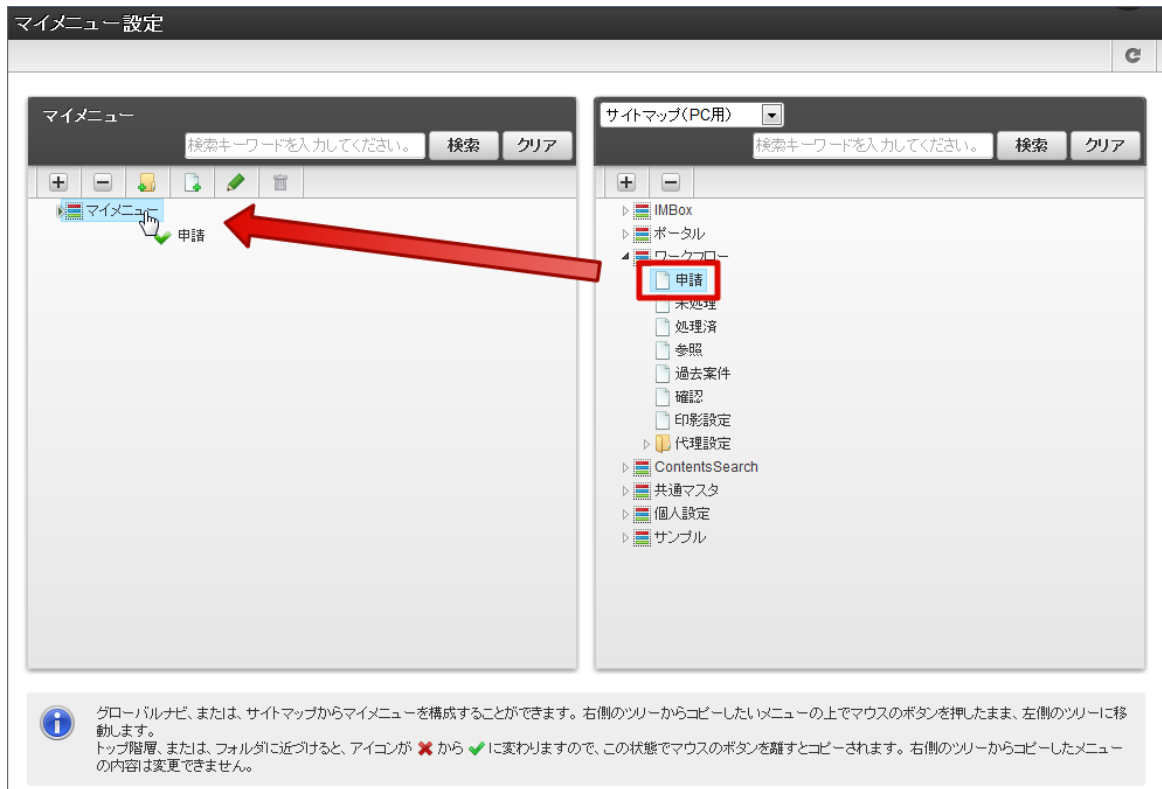 マイメニュー設定
マイメニュー
検索キーワードを入力してください。 検索 クリア
マイメニュー
申請
サイトマップ(PC用)
検索キーワードを入力してください。 検索 クリア
IMBox
ポータル
ワークフロー
申請
未処理
処理済
参照
過去案件
確認
印影設定
代理設定
ContentsSearch
共通マスタ
個人設定
サンプル
グローバルナビ、または、サイトマップからマイメニューを構成することができます。右側のツリーからコピーしたいメニューの上でマウスのボタンを押したまま、左側のツリーに移
動します。
トップ階層、または、フォルダに近づけると、アイコンが から に変わりますので、この状態でマウスのボタンを離すとコピーされます。右側のツリーからコピーしたメニュー
の内容は変更できません。